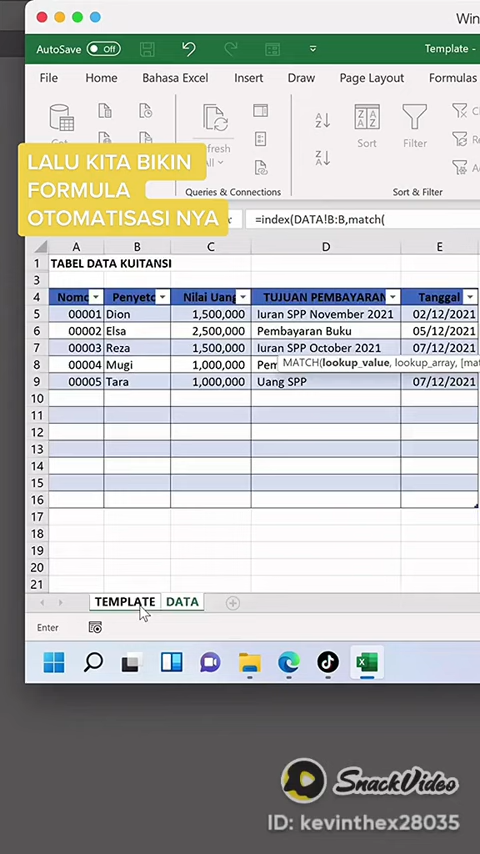 Win
AutoSave Off Template -
File Home Bahasa Excel Insert Draw Page Layout Formulas
Sort Filter
All
Queries & Connections Sort & Filter
LALU KITA BIKIN
FORMULA
OTOMATISASI NYA
=index(DATA!B:B,match(
A B C D E
1 TABEL DATA KUITANSI
3
4 Nomo Penyeto Nilai Uang TUJUAN PEMBAYARAN Tanggal
5 00001 Dion 1,500,000 Iuran SPP November 2021 02/12/2021
6 00002 Elsa 2,500,000 Pembayaran Buku 05/12/2021
7 00003 Reza 1,500,000 Iuran SPP October 2021 07/12/2021
8 00004 Mugi 1,000,000 Pem
MATCH(lookup_value, lookup_array, [mat
9 00005 Tara 1,000,000 Uang SPP 07/12/2021
10
11
12
13
14
15
16
17
18
19
20
21
TEMPLATE DATA
Enter
SnackVideo
ID: kevinthex28035